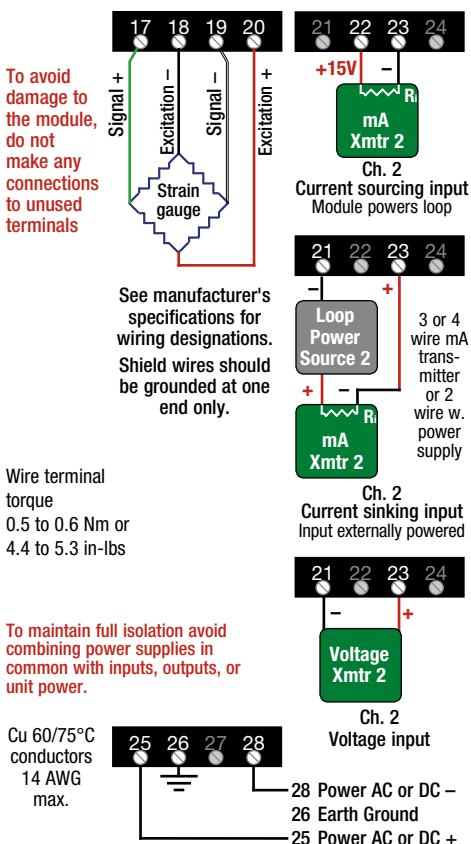 17 18 19 20
Signal +
Excitation –
Signal –
Excitation +
Strain
gauge
To avoid
damage to
the module,
do not
make any
connections
to unused
terminals
See manufacturer's
specifications for
wiring designations.
Shield wires should
be grounded at one
end only.
Wire terminal
torque
0.5 to 0.6 Nm or
4.4 to 5.3 in-lbs
To maintain full isolation avoid
combining power supplies in
common with inputs, outputs, or
unit power.
21 22 23 24
+15V –
Ri
mA
Xmtr 2
Ch. 2
Current sourcing input
Module powers loop
21 22 23 24
– +
Loop
Power
Source 2
+ –
Ri
mA
Xmtr 2
3 or 4
wire mA
trans-
mitter
or 2
wire w.
power
supply
Ch. 2
Current sinking input
Input externally powered
21 22 23 24
– +
Voltage
Xmtr 2
Ch. 2
Voltage input
Cu 60/75°C
conductors
14 AWG
max.
25 26 27 28
28 Power AC or DC –
26 Earth Ground
25 Power AC or DC +